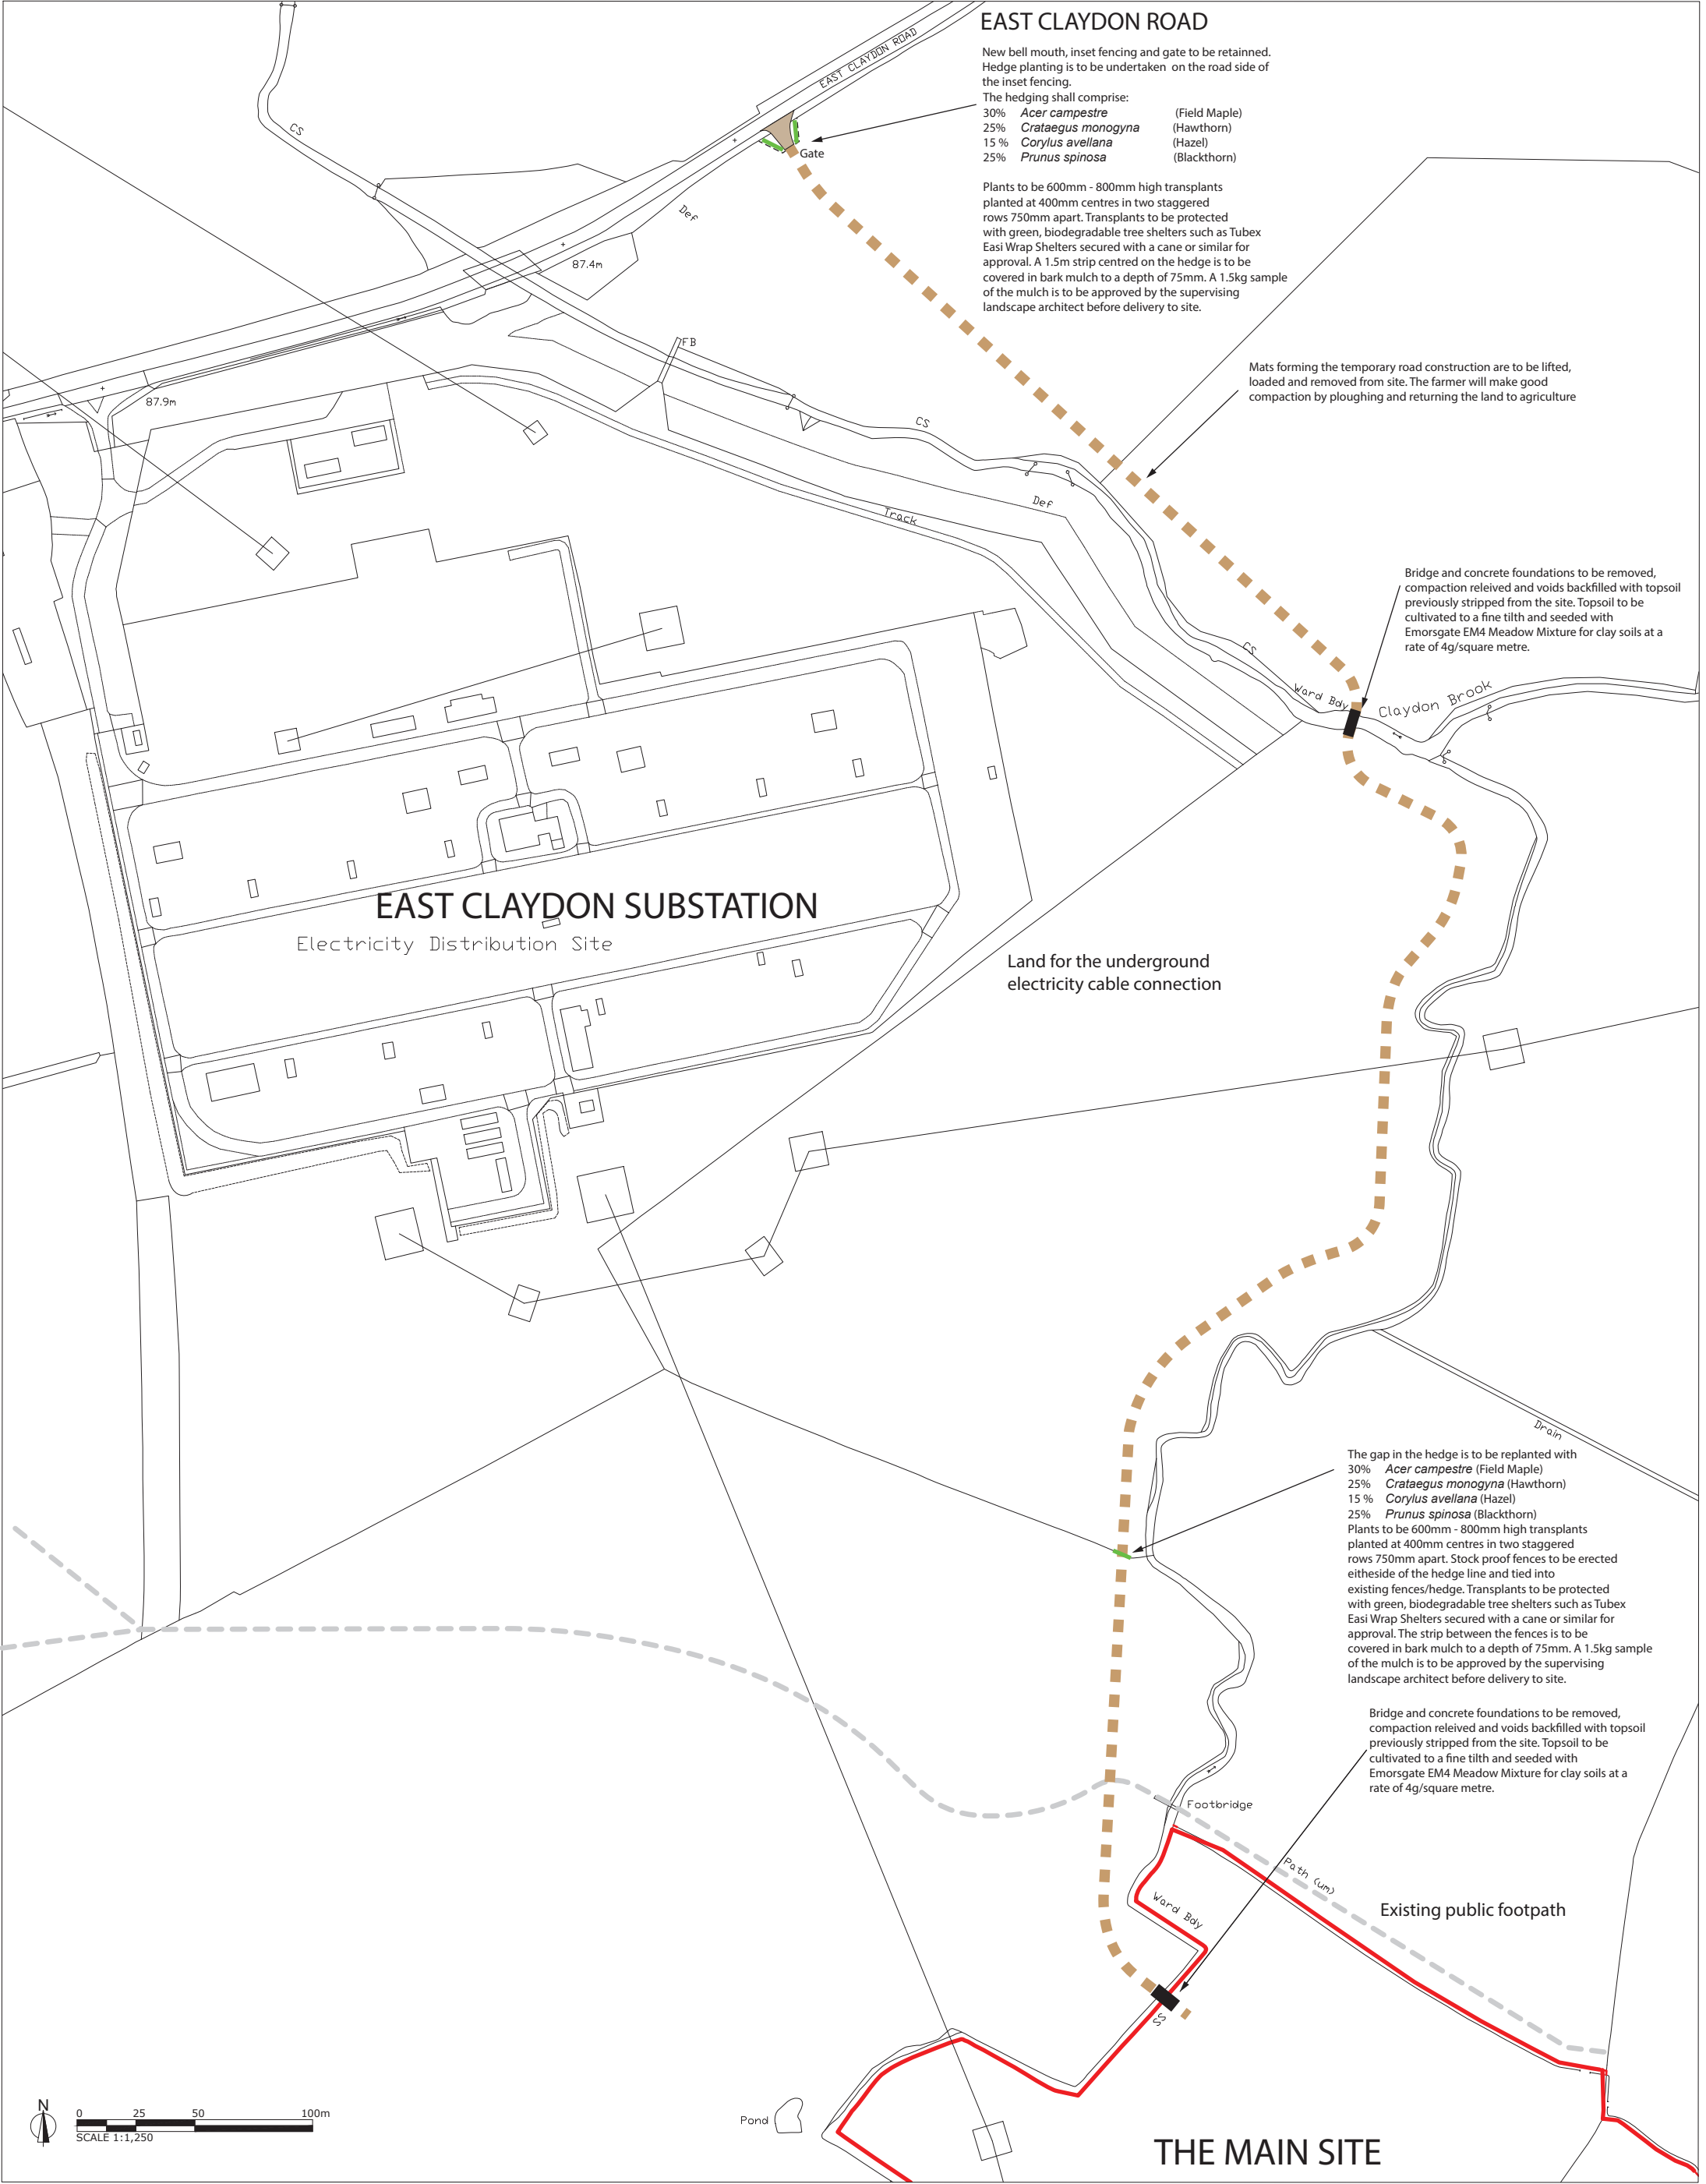 EAST CLAYDON ROAD
New bell mouth, inset fencing and gate to be retainned.
Hedge planting is to be undertaken on the road side of
the inset fencing.
The hedging shall comprise:
30% Acer campestre (Field Maple)
25% Crataegus monogyna (Hawthorn)
15 % Corylus avellana (Hazel)
25% Prunus spinosa (Blackthorn)
Plants to be 600mm - 800mm high transplants
planted at 400mm centres in two staggered
rows 750mm apart. Transplants to be protected
with green, biodegradable tree shelters such as Tubex
Easi Wrap Shelters secured with a cane or similar for
approval. A 1.5m strip centred on the hedge is to be
covered in bark mulch to a depth of 75mm. A 1.5kg sample
of the mulch is to be approved by the supervising
landscape architect before delivery to site.
EAST CLAYDON ROAD
CS
Gate
Def
87.4m
FB
87.9m
CS
Mats forming the temporary road construction are to be lifted,
loaded and removed from site. The farmer will make good
compaction by ploughing and returning the land to agriculture
Def
Track
Bridge and concrete foundations to be removed,
compaction releived and voids backfilled with topsoil
previously stripped from the site. Topsoil to be
cultivated to a fine tilth and seeded with
Emorsgate EM4 Meadow Mixture for clay soils at a
rate of 4g/square metre.
CS
Ward Bdy
Claydon Brook
EAST CLAYDON SUBSTATION
Electricity Distribution Site
Land for the underground
electricity cable connection
Drain
The gap in the hedge is to be replanted with
30% Acer campestre (Field Maple)
25% Crataegus monogyna (Hawthorn)
15 % Corylus avellana (Hazel)
25% Prunus spinosa (Blackthorn)
Plants to be 600mm - 800mm high transplants
planted at 400mm centres in two staggered
rows 750mm apart. Stock proof fences to be erected
eitheside of the hedge line and tied into
existing fences/hedge. Transplants to be protected
with green, biodegradable tree shelters such as Tubex
Easi Wrap Shelters secured with a cane or similar for
approval. The strip between the fences is to be
covered in bark mulch to a depth of 75mm. A 1.5kg sample
of the mulch is to be approved by the supervising
landscape architect before delivery to site.
Bridge and concrete foundations to be removed,
compaction releived and voids backfilled with topsoil
previously stripped from the site. Topsoil to be
cultivated to a fine tilth and seeded with
Emorsgate EM4 Meadow Mixture for clay soils at a
rate of 4g/square metre.
Footbridge
Path (um)
Ward Bdy
Existing public footpath
SS
N
0 25 50 100m
SCALE 1:1,250
Pond
THE MAIN SITE